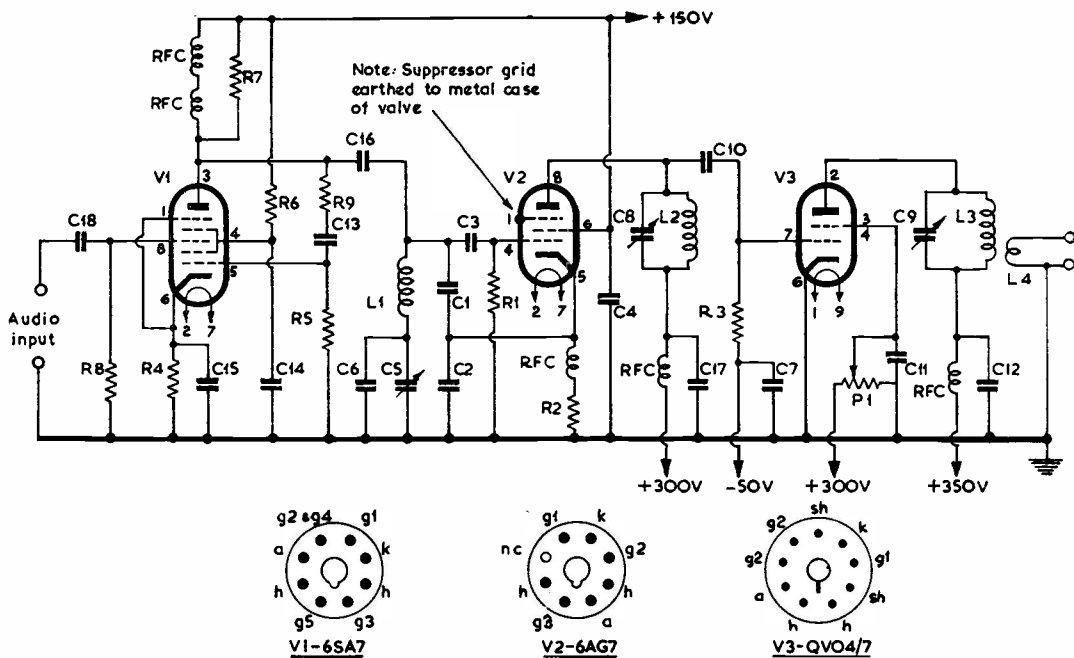 +150V
RFC
R7
RFC
Note: Suppressor grid
earthed to metal case
of valve
C16
C10
V1
3
V2
8
V3
2
1
R6
R9
1
C8
L2
3
C9
L3
C18
C13
C3
6
4
8
4
4
7
5
5
6
L1
C1
R1
2
7
C4
R3
6
1
9
L4
2
7
R5
Audio
input
RFC
R8
R4
C15
C14
C6
C5
C2
R2
RFC
C17
C7
P1
C11
RFC
C12
+300V
-50V
+300V
+350V
g2 & g4
g1
a
k
h
h
g5
g3
V1-6SA7
g1
k
nc
g2
h
h
g3
a
V2-6AG7
sh
g2
k
g2
g1
a
sh
h
h
V3-QV04/7